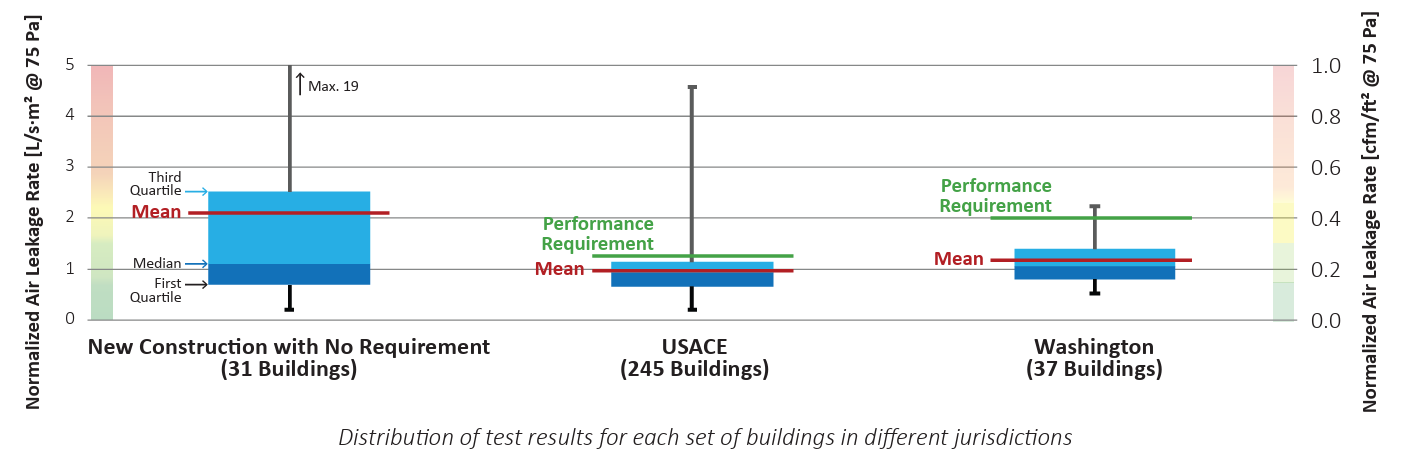 Normalized Air Leakage Rate [L/s·m² @ 75 Pa]
5
4
3
2
1
0
Max. 19
Third
Quartile
Mean
Median
First
Quartile
New Construction with No Requirement
(31 Buildings)
Performance
Requirement
Mean
USACE
(245 Buildings)
Performance
Requirement
Mean
Washington
(37 Buildings)
1.0
0.8
0.6
0.4
0.2
0.0
Normalized Air Leakage Rate [cfm/ft² @ 75 Pa]
Distribution of test results for each set of buildings in different jurisdictions